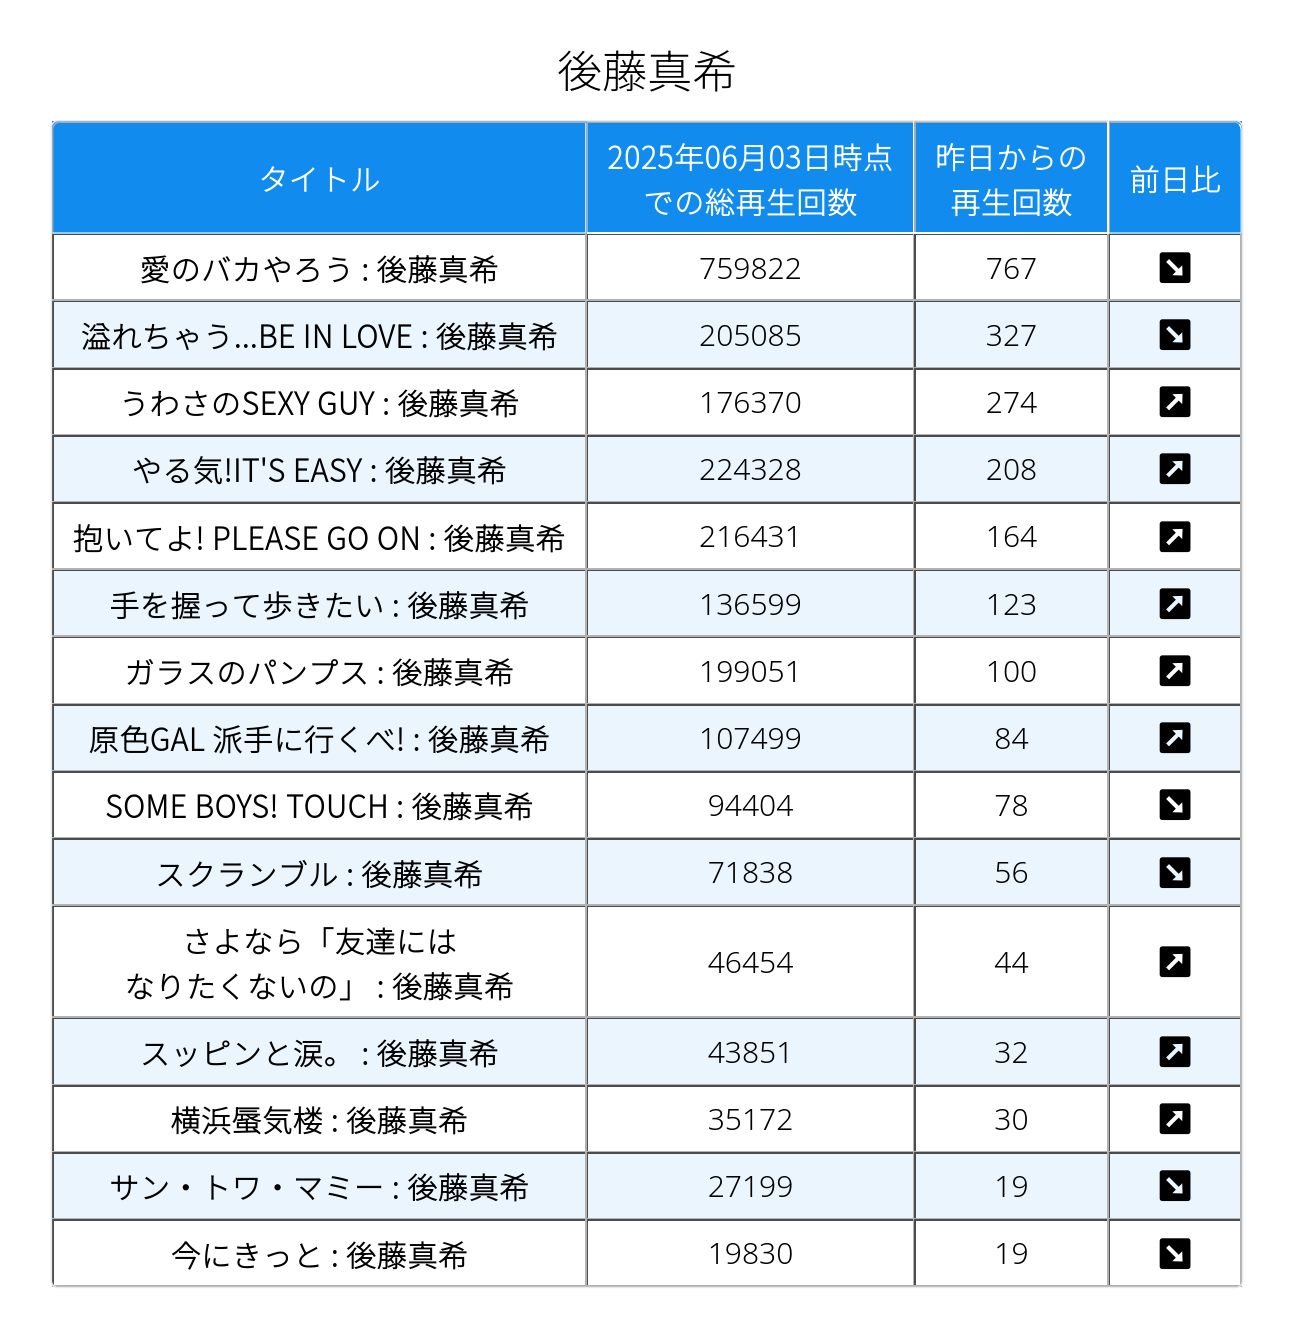 後藤真希
タイトル
2025年06月03日時点
での総再生回数
昨日からの
再生回数
前日比
愛のバカやろう : 後藤真希 759822 767 ↘
溢れちゃう...BE IN LOVE : 後藤真希 205085 327 ↘
うわさのSEXY GUY : 後藤真希 176370 274 ↗
やる気!IT'S EASY : 後藤真希 224328 208 ↗
抱いてよ! PLEASE GO ON : 後藤真希 216431 164 ↗
手を握って歩きたい : 後藤真希 136599 123 ↗
ガラスのパンプス : 後藤真希 199051 100 ↗
原色GAL 派手に行くべ! : 後藤真希 107499 84 ↗
SOME BOYS! TOUCH : 後藤真希 94404 78 ↘
スクランブル : 後藤真希 71838 56 ↘
さよなら「友達には
なりたくないの」 : 後藤真希 46454 44 ↗
スッピンと涙。 : 後藤真希 43851 32 ↗
横浜蜃気楼 : 後藤真希 35172 30 ↗
サン・トワ・マミー : 後藤真希 27199 19 ↘
今にきっと : 後藤真希 19830 19 ↘